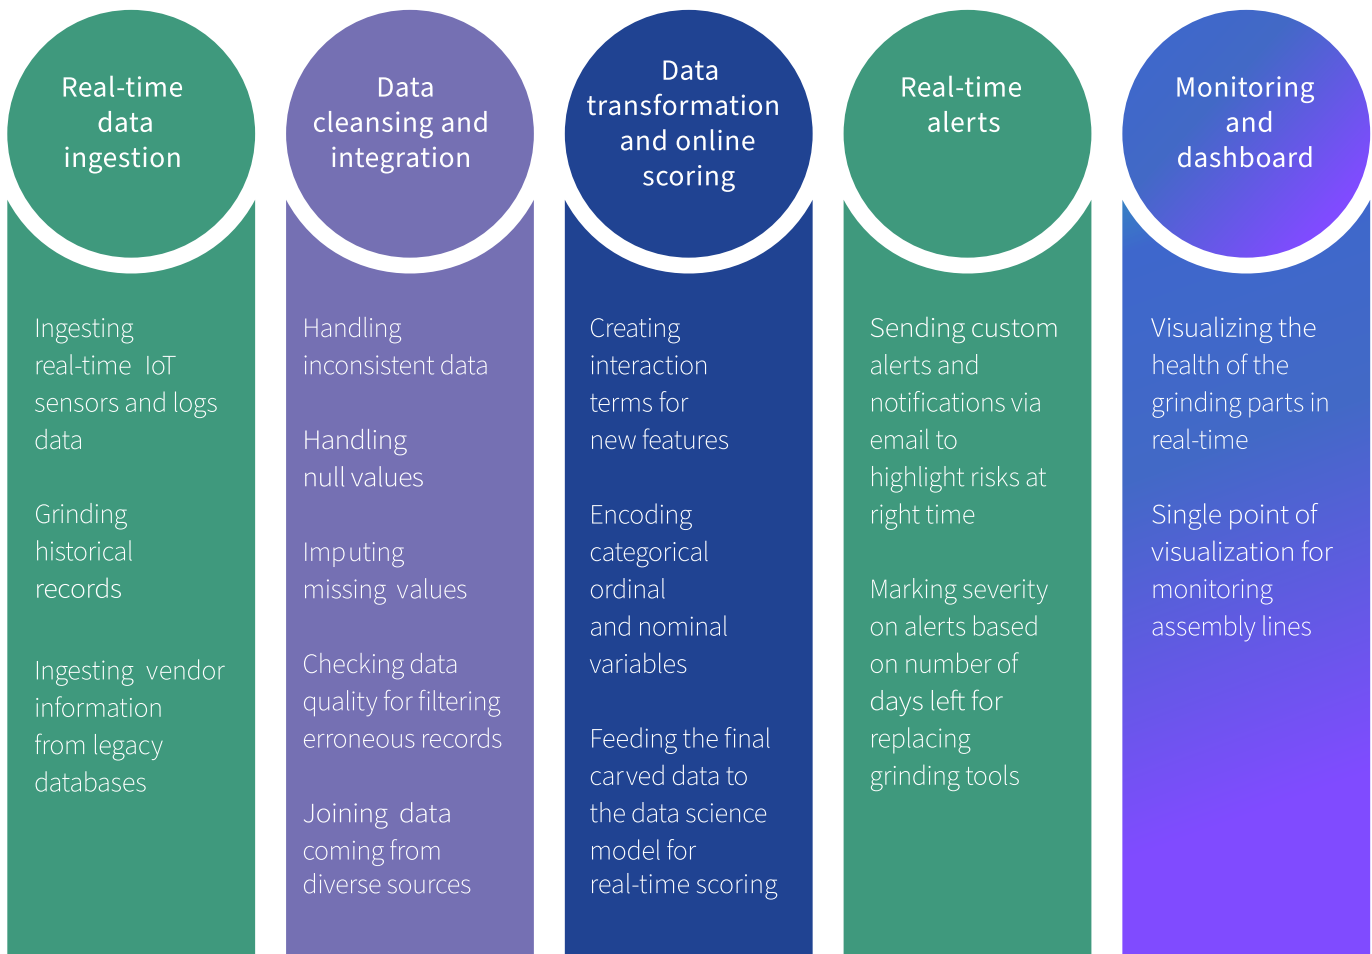 Real-time
data
ingestion
Ingesting
real-time IoT
sensors and logs
data
Grinding
historical
records
Ingesting vendor
information
from legacy
databases
Data
cleansing and
integration
Handling
inconsistent data
Handling
null values
Imputing
missing values
Checking data
quality for filtering
erroneous records
Joining data
coming from
diverse sources
Data
transformation
and online
scoring
Creating
interaction
terms for
new features
Encoding
categorical
ordinal
and nominal
variables
Feeding the final
carved data to
the data science
model for
real-time scoring
Real-time
alerts
Sending custom
alerts and
notifications via
email to
highlight risks at
right time
Marking severity
on alerts based
on number of
days left for
replacing
grinding tools
Monitoring
and
dashboard
Visualizing the
health of the
grinding parts in
real-time
Single point of
visualization for
monitoring
assembly lines